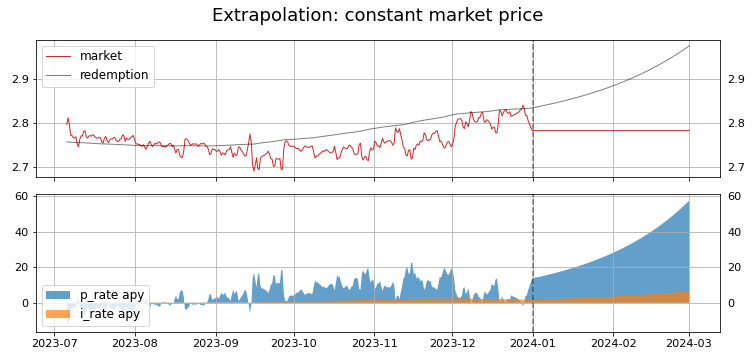 Extrapolation: constant market price
market
redemption
2.9
2.8
2.7
2.9
2.8
2.7
60
40
20
0
60
40
20
0
p_rate apy
i_rate apy
2023-07 2023-08 2023-09 2023-10 2023-11 2023-12 2024-01 2024-02 2024-03